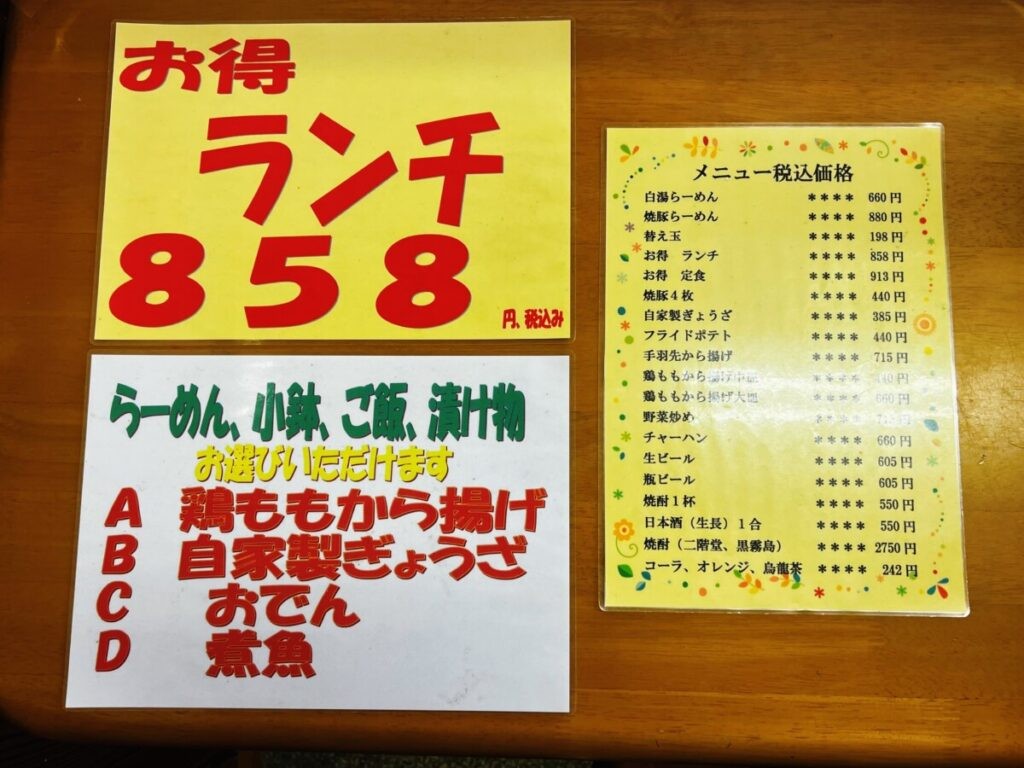 お得
ランチ
858
円、税込み
らーめん、小鉢、ご飯、漬け物
お選びいただけます
A 鶏ももから揚げ
B 自家製ぎょうざ
C おでん
D 煮魚
メニュー税込価格
白湯らーめん ＊＊＊＊ 660円
焼豚らーめん ＊＊＊＊ 880円
替え玉 ＊＊＊＊ 198円
お得 ランチ ＊＊＊＊ 858円
お得 定食 ＊＊＊＊ 913円
焼豚4枚 ＊＊＊＊ 440円
自家製ぎょうざ ＊＊＊＊ 385円
フライドポテト ＊＊＊＊ 440円
手羽先から揚げ ＊＊＊＊ 715円
鶏ももから揚げ中皿 ＊＊＊＊ 440円
鶏ももから揚げ大皿 ＊＊＊＊ 660円
野菜炒め ＊＊＊＊ 円
チャーハン ＊＊＊＊ 660円
生ビール ＊＊＊＊ 605円
瓶ビール ＊＊＊＊ 605円
焼酎1杯 ＊＊＊＊ 550円
日本酒（生長）1合 ＊＊＊＊ 550円
焼酎（二階堂、黒霧島） ＊＊＊＊ 2750円
コーラ、オレンジ、烏龍茶 ＊＊＊＊ 242円